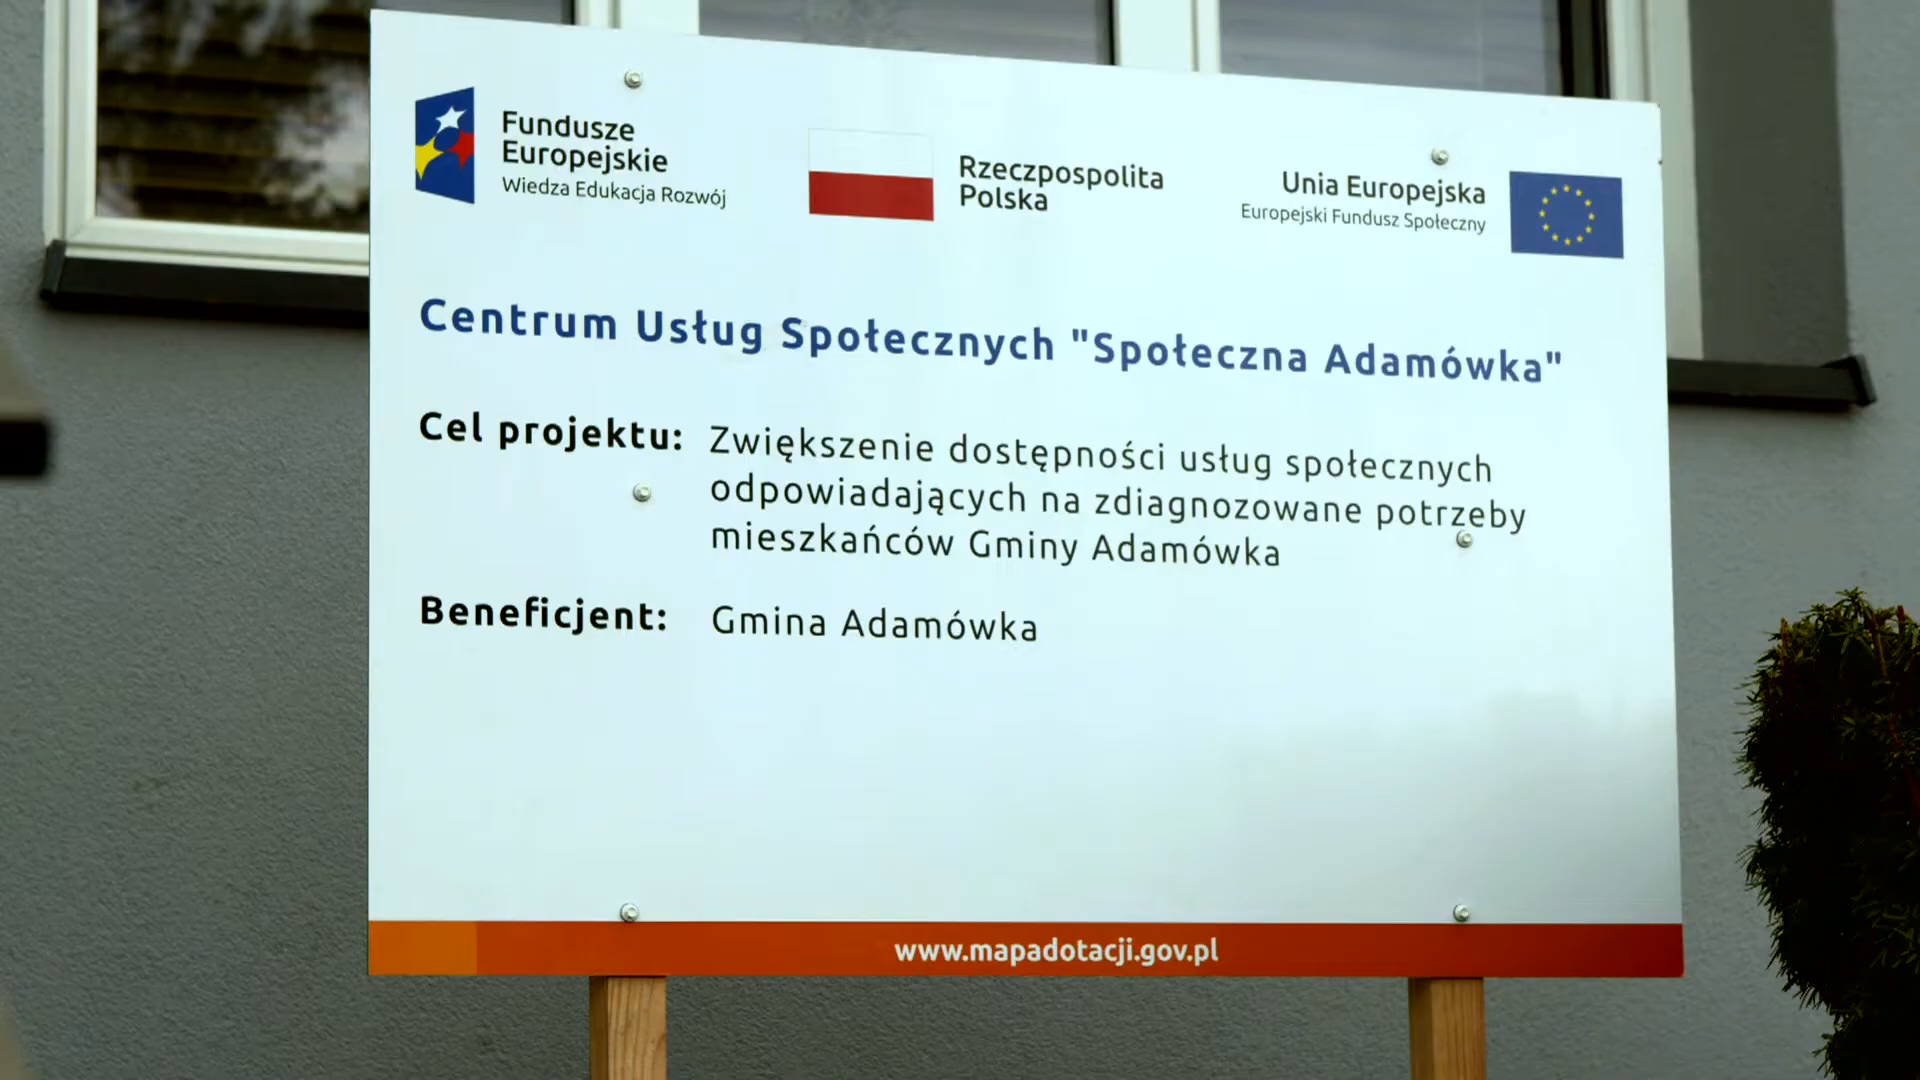 Fundusze
Europejskie
Wiedza Edukacja Rozwój
Rzeczpospolita
Polska
Unia Europejska
Europejski Fundusz Społeczny
Centrum Usług Społecznych "Społeczna Adamówka"
Cel projektu: Zwiększenie dostępności usług społecznych
odpowiadających na zdiagnozowane potrzeby
mieszkańców Gminy Adamówka
Beneficjent: Gmina Adamówka
www.mapadotacji.gov.pl